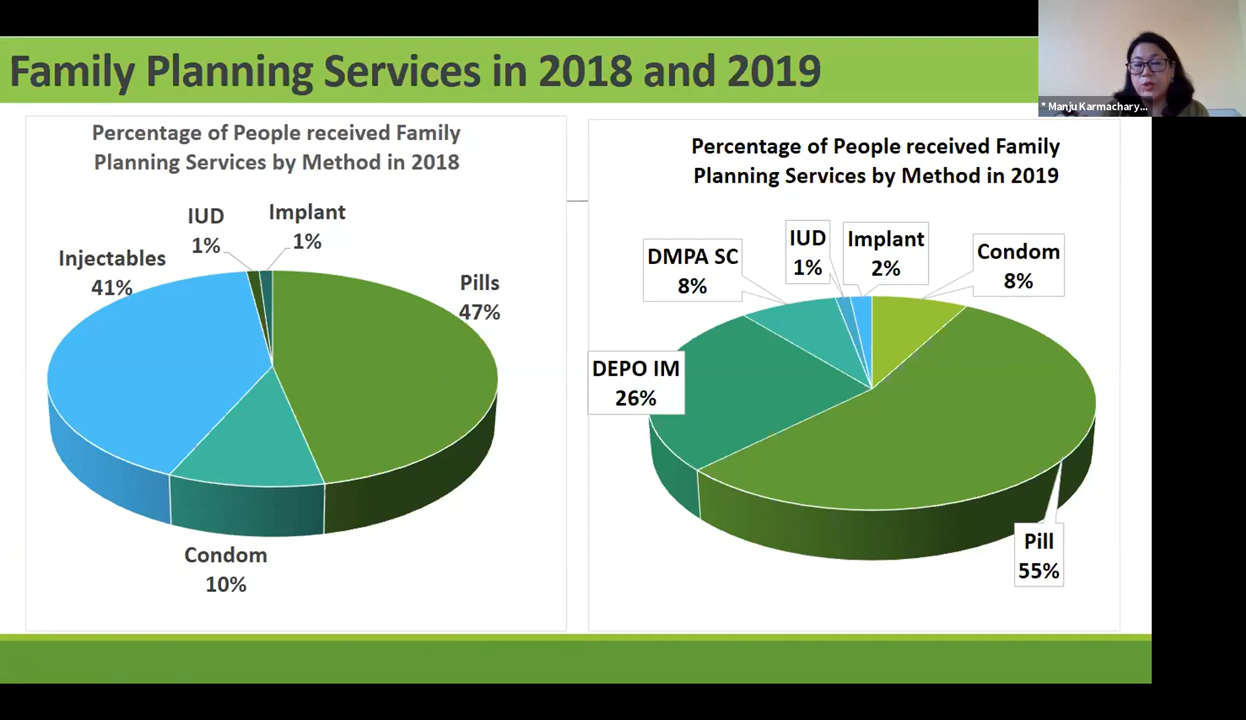 Family Planning Services in 2018 and 2019
* Manju Karmachary...
Percentage of People received Family
Planning Services by Method in 2018
IUD
1%
Implant
1%
Injectables
41%
Pills
47%
Condom
10%
Percentage of People received Family
Planning Services by Method in 2019
DMPA SC
8%
IUD
1%
Implant
2%
Condom
8%
DEPO IM
26%
Pill
55%